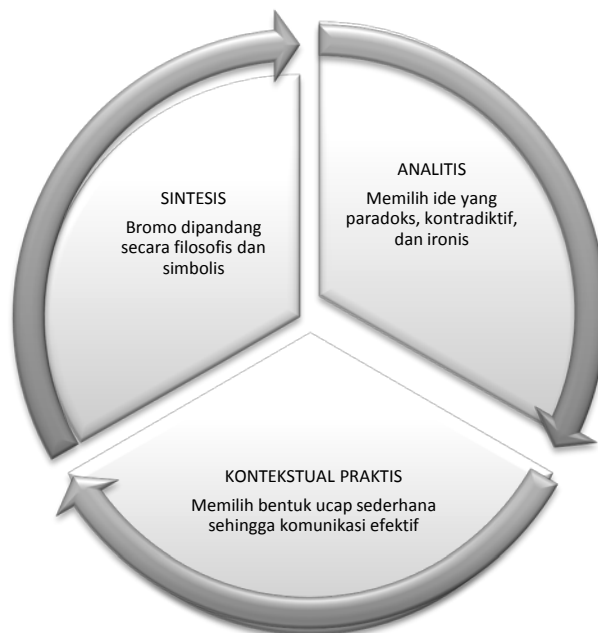 SINTESIS
Bromo dipandang
secara filosofis dan
simbolis
ANALITIS
Memilih ide yang
paradoks, kontradiktif,
dan ironis
KONTEKSTUAL PRAKTIS
Memilih bentuk ucap sederhana
sehingga komunikasi efektif